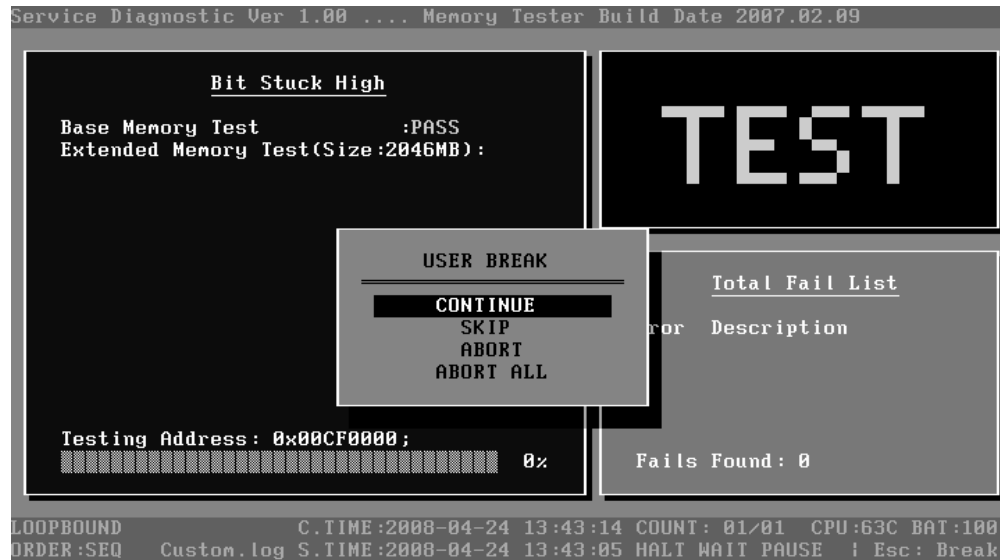 Service Diagnostic Ver 1.00 .... Memory Tester Build Date 2007.02.09
Bit Stuck High
Base Memory Test :PASS
Extended Memory Test(Size:2046MB):
TEST
USER BREAK
CONTINUE
SKIP
ABORT
ABORT ALL
Total Fail List
ror Description
Testing Address: 0x00CF0000;
0%
Fails Found: 0
LOOPBOUND C.TIME:2008-04-24 13:43:14 COUNT: 01/01 CPU:63C BAT:100
ORDER:SEQ Custom.log S.TIME:2008-04-24 13:43:05 HALT WAIT PAUSE ¦ Esc: Break